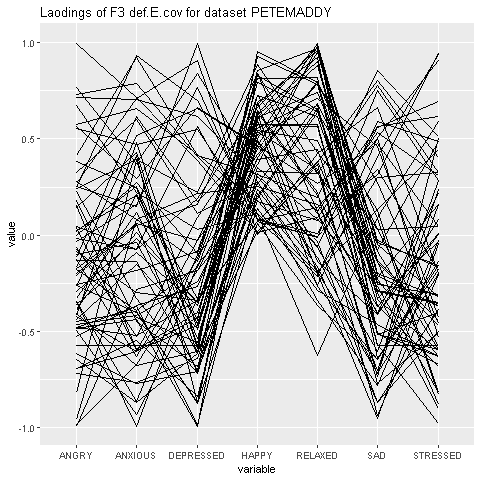 Laodings of F3 def.E.cov for dataset PETEMADDY
1.0
0.5
0.0
-0.5
-1.0
value
ANGRY ANXIOUS DEPRESSED HAPPY RELAXED SAD STRESSED
variable